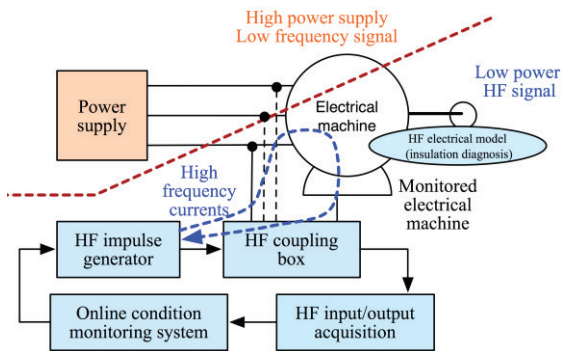 High power supply
Low frequency signal
Low power
HF signal
Power
supply
Electrical
machine
HF electrical model
(insulation diagnosis)
High
frequency
currents
Monitored
electrical
machine
HF impulse
generator
HF coupling
box
Online condition
monitoring system
HF input/output
acquisition